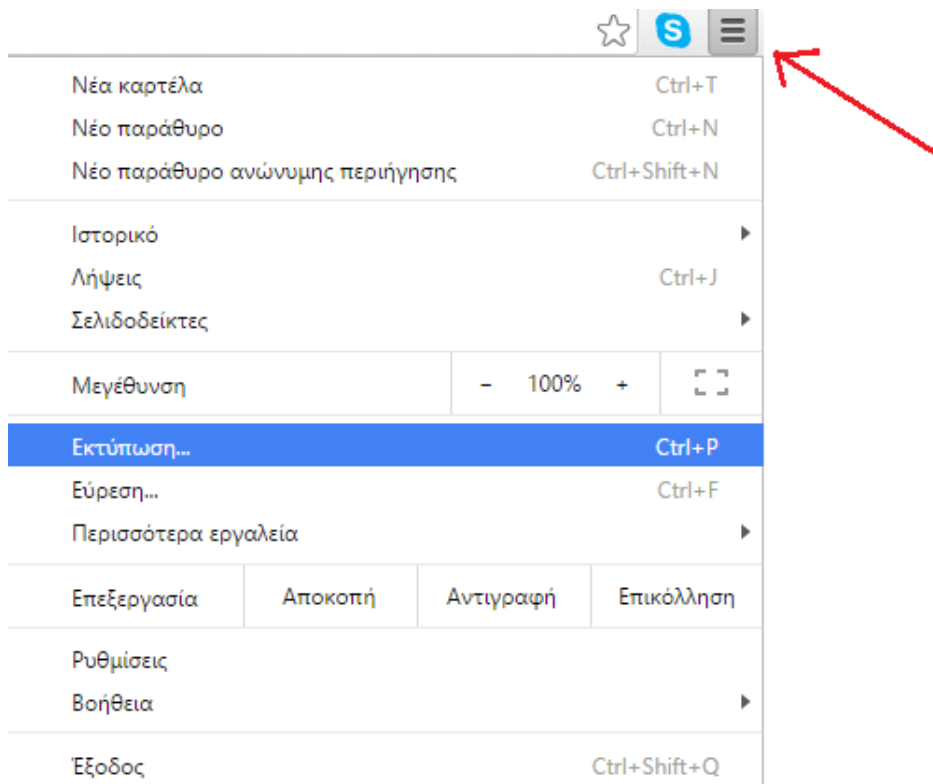 S
Νέα καρτέλα Ctrl+T
Νέο παράθυρο Ctrl+N
Νέο παράθυρο ανώνυμης περιήγησης Ctrl+Shift+N
Ιστορικό
Λήψεις Ctrl+J
Σελιδοδείκτες
Μεγέθυνση - 100% +
Εκτύπωση... Ctrl+P
Εύρεση... Ctrl+F
Περισσότερα εργαλεία
Επεξεργασία Αποκοπή Αντιγραφή Επικόλληση
Ρυθμίσεις
Βοήθεια
Έξοδος Ctrl+Shift+Q